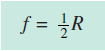 f = ½R